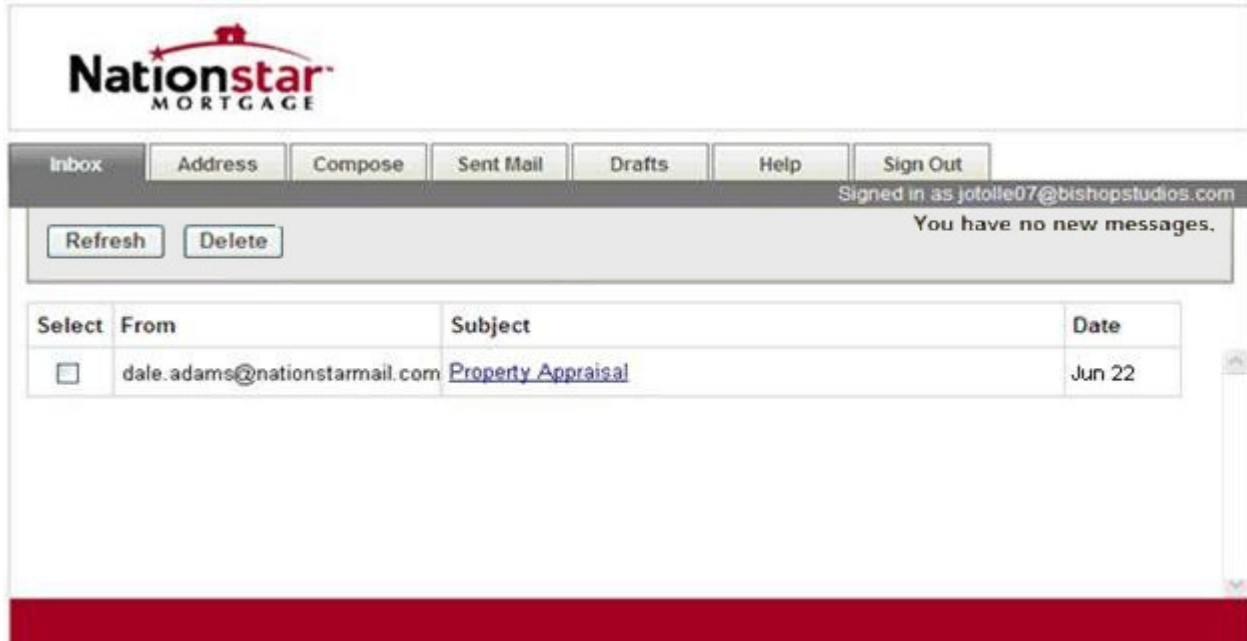 Nationstar™
MORTGAGE
Inbox Address Compose Sent Mail Drafts Help Sign Out
Signed in as jotolle07@bishopstudios.com
You have no new messages.
Refresh Delete
Select From Subject Date
dale.adams@nationstarmail.com Property Appraisal Jun 22